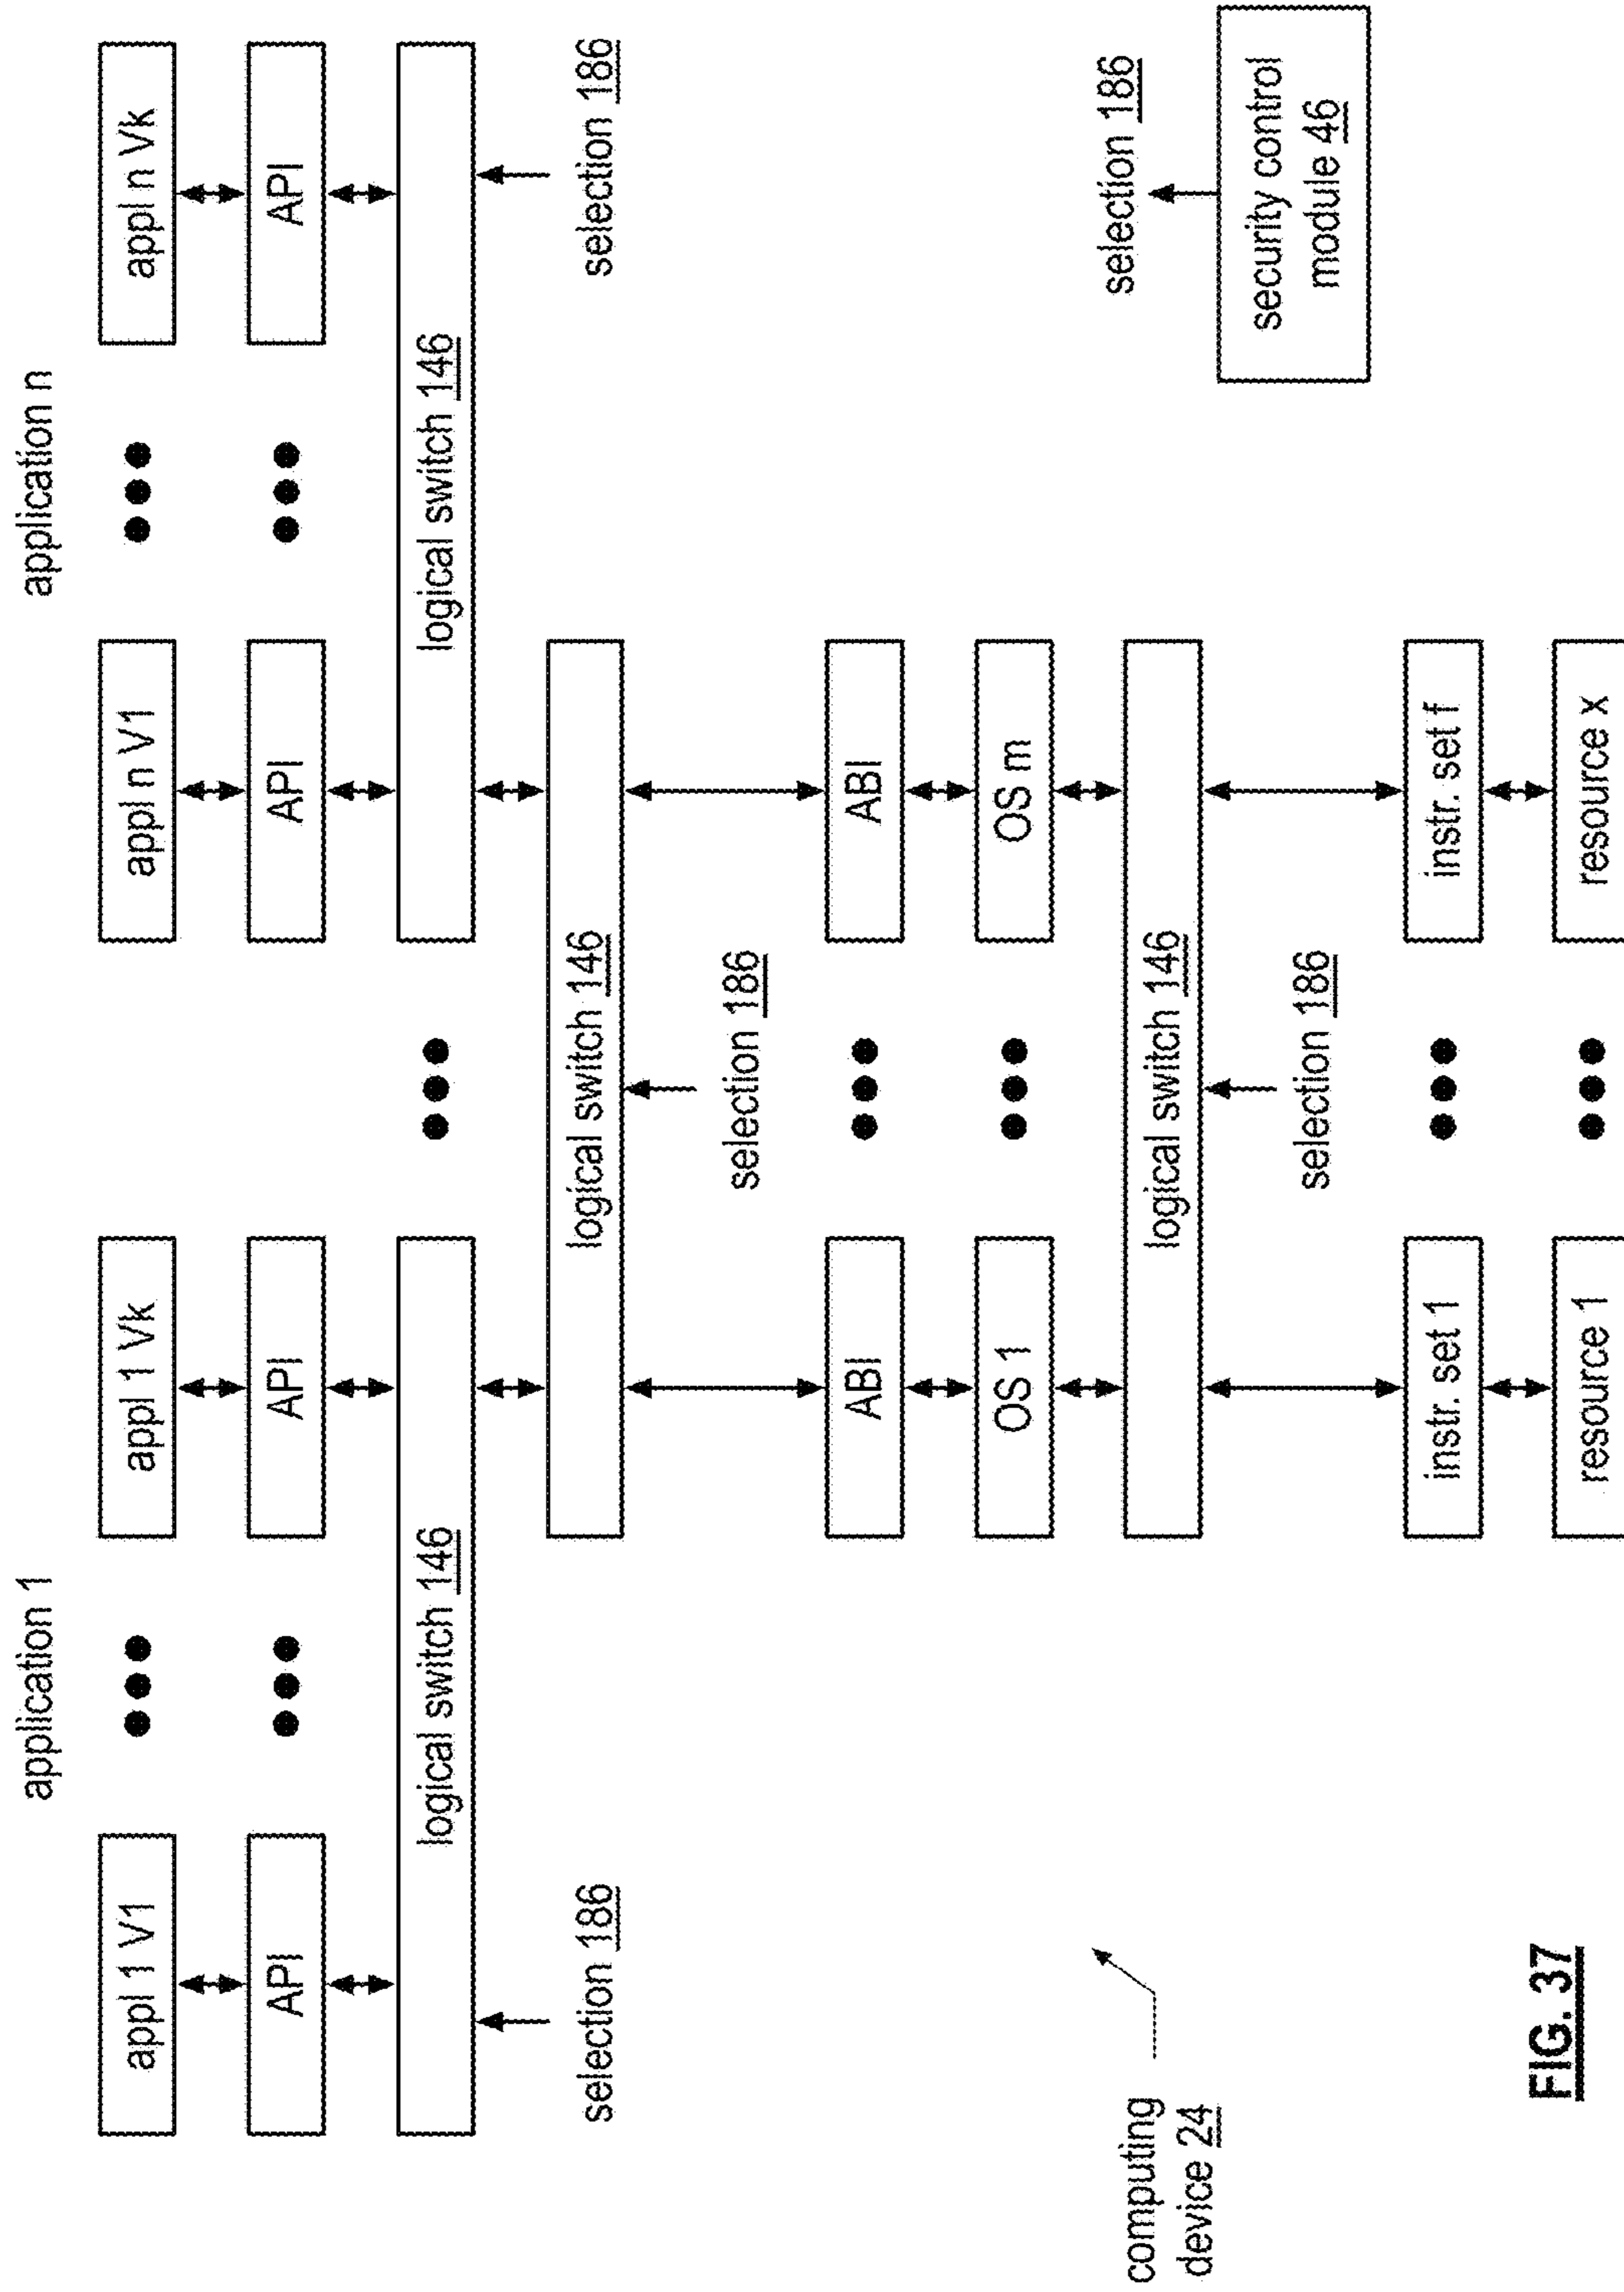 application 1
application n
appl 1 V1
appl 1 Vk
appl n V1
appl n Vk
API
API
API
API
logical switch 146
logical switch 146
selection 186
logical switch 146
selection 186
selection 186
ABI
ABI
OS 1
OS m
computing
device 24
logical switch 146
selection 186
selection 186
security control
module 46
instr. set 1
instr. set f
resource 1
resource x
FIG. 37